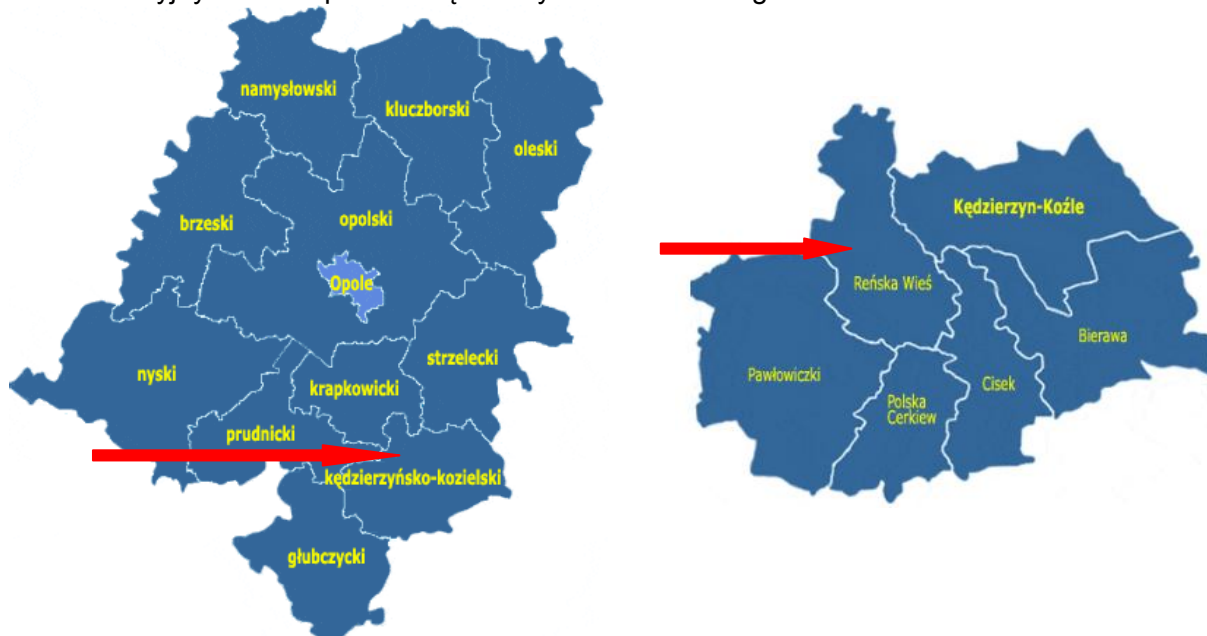 namysłowski
kluczborski
oleski
brzeski
opolski
Opole
strzelecki
nyski
krapkowicki
prudnicki
kędzierzyńsko-kozielski
głubczycki
Kędzierzyn-Koźle
Reńska Wieś
Bierawa
Pawłowiczki
Cisek
Polska
Cerkiew